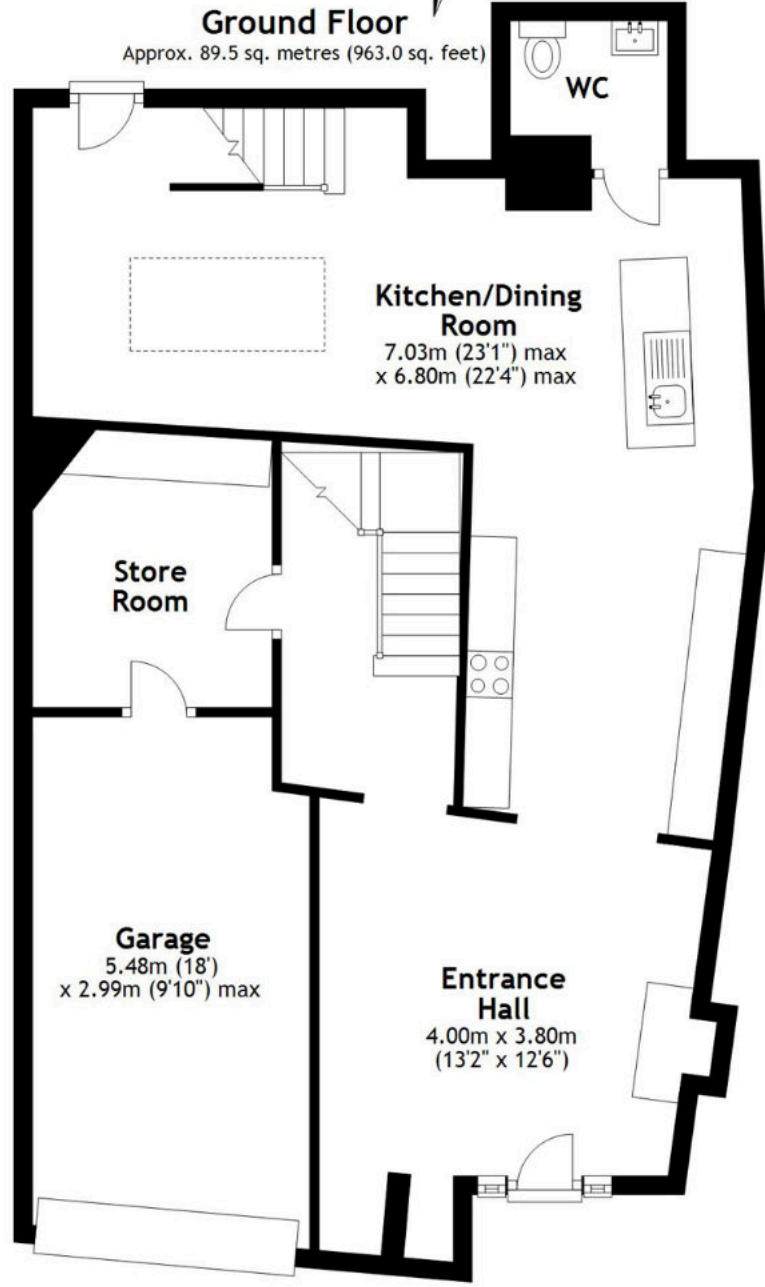 Ground Floor
Approx. 89.5 sq. metres (963.0 sq. feet)
WC
Kitchen/Dining
Room
7.03m (23'1") max
x 6.80m (22'4") max
Store
Room
Garage
5.48m (18')
x 2.99m (9'10") max
Entrance
Hall
4.00m x 3.80m
(13'2" x 12'6")